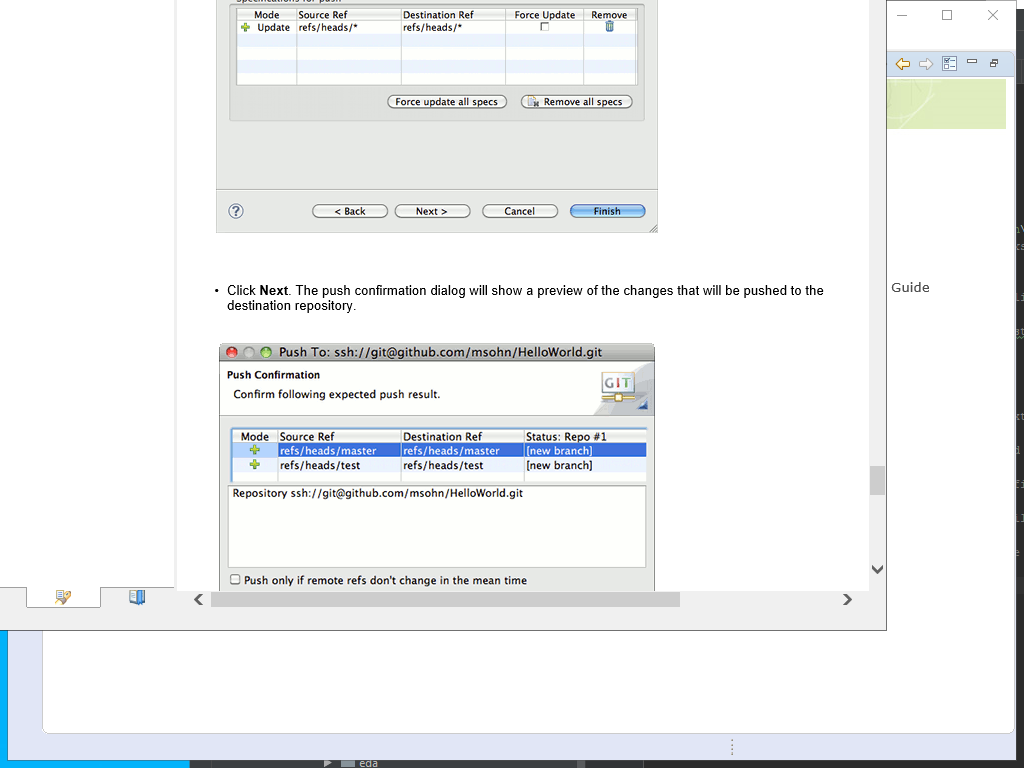 Specifications for push
Mode Source Ref Destination Ref Force Update Remove
Update refs/heads/* refs/heads/*
Force update all specs Remove all specs
? < Back Next > Cancel Finish
• Click Next. The push confirmation dialog will show a preview of the changes that will be pushed to the
destination repository.
Guide
Push To: ssh://git@github.com/msohn/HelloWorld.git
Push Confirmation
Confirm following expected push result.
GIT
Mode Source Ref Destination Ref Status: Repo #1
refs/heads/master refs/heads/master [new branch]
refs/heads/test refs/heads/test [new branch]
Repository ssh://git@github.com/msohn/HelloWorld.git
Push only if remote refs don't change in the mean time
eda